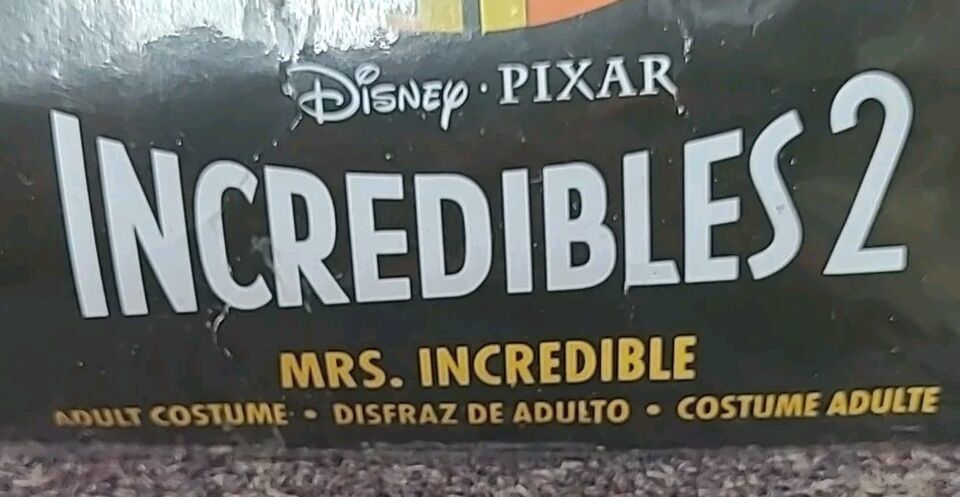 DISNEY · PIXAR
INCREDIBLES 2
MRS. INCREDIBLE
ADULT COSTUME • DISFRAZ DE ADULTO • COSTUME ADULTE